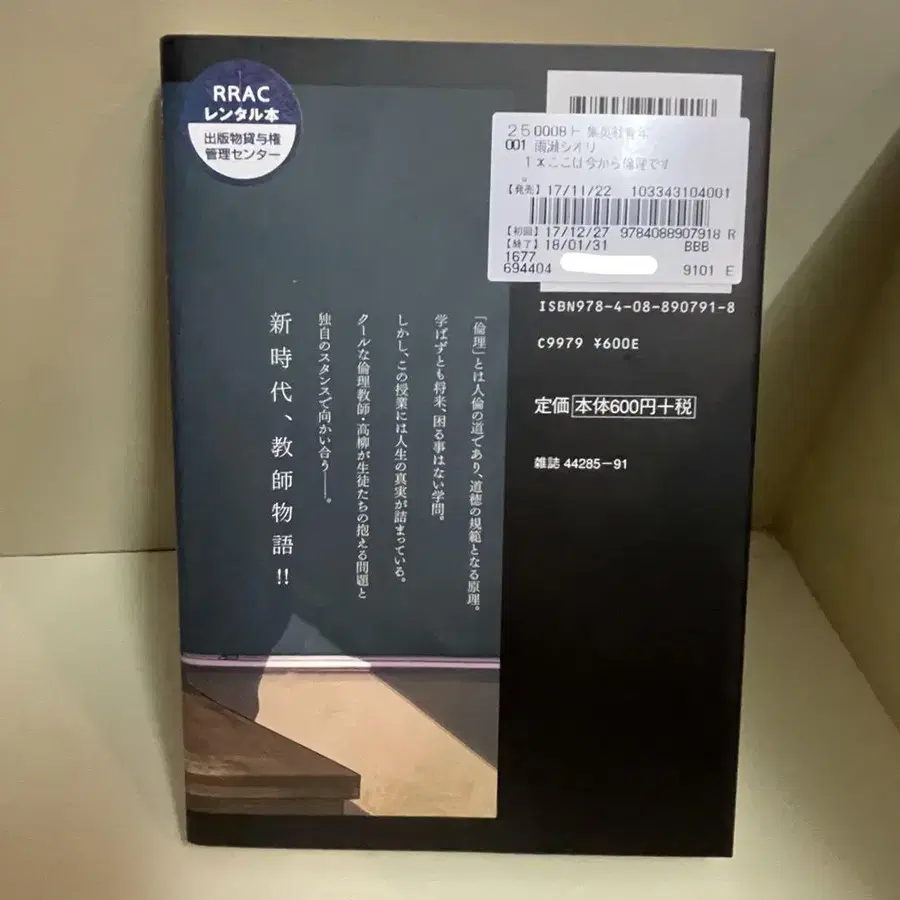 RRAC
レンタル本
出版物貸与権
管理センター
250008ト 集英社青年
001 雨瀬シオリ
1 xここは今から倫理です
。
【発売】17/11/22 103343104001
【初回】17/12/27 9784088907918 R
【終了】18/01/31 BBB
1677
694404 9101 E
ISBN978-4-08-890791-8
C9979 ¥600E
定価 本体600円+税
雑誌 44285-91
「倫理」とは人倫の道であり、道徳の規範となる原理。
学ばずとも将来、困る事はない学問。
しかし、この授業には人生の真実が詰まっている。
クールな倫理教師・高柳が生徒たちの抱える問題と
独自のスタンスで向かい合う――。
新時代、教師物語!!